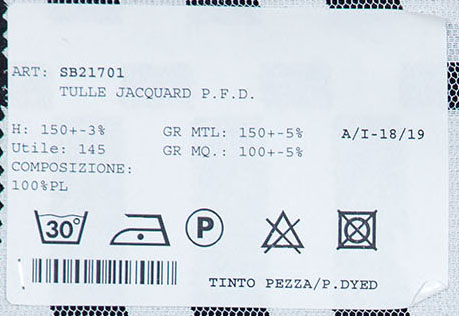 ART: SB21701
TULLE JACQUARD P.F.D.
H: 150+-3% GR MTL: 150+-5% A/I-18/19
Utile: 145 GR MQ.: 100+-5%
COMPOSIZIONE:
100%PL
30° P
TINTO PEZZA/P.DYED